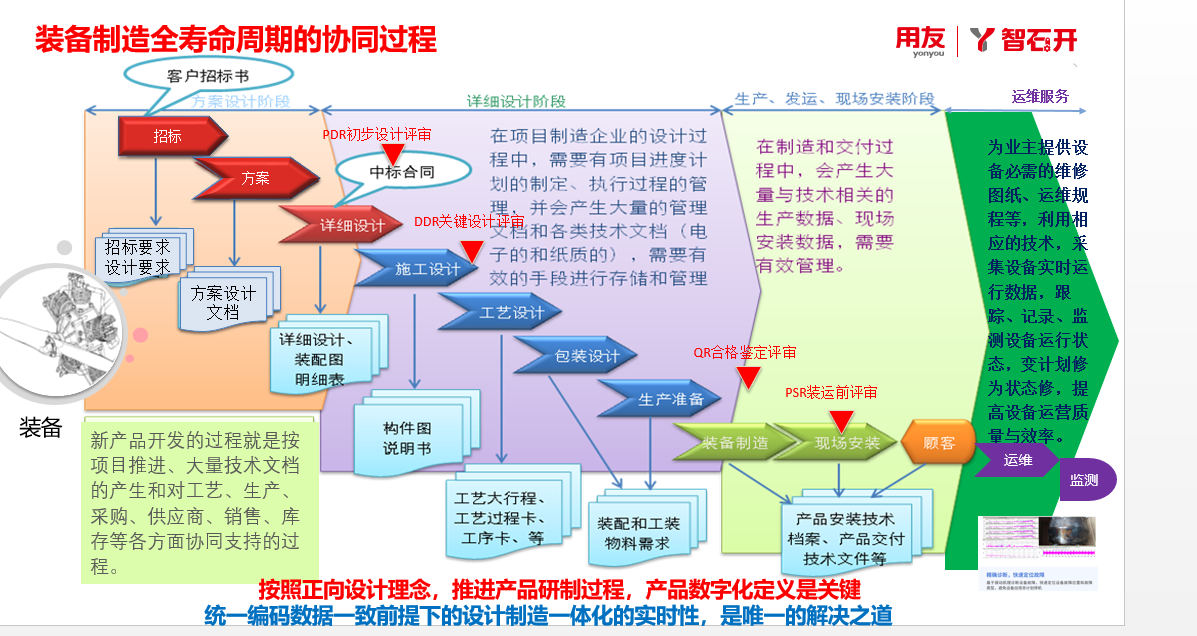 装备制造全寿命周期的协同过程
用友
yonyou
智石开
客户招标书
方案设计阶段
详细设计阶段
生产、发运、现场安装阶段
运维服务
招标
方案
详细设计
施工设计
工艺设计
包装设计
生产准备
装备制造
现场安装
顾客
运维
监测
PDR初步设计评审
中标合同
DDR关键设计评审
QR合格鉴定评审
PSR装运前评审
在项目制造企业的设计过
程中，需要有项目进度计
划的制定、执行过程的管
理，并会产生大量的管理
文档和各类技术文档（电
子的和纸质的），需要有
效的手段进行存储和管理
在制造和交付过
程中，会产生大
量与技术相关的
生产数据、现场
安装数据，需要
有效管理。
为业主提供设
备必需的维修
图纸、运维规
程等，利用相
应的技术，采
集设备实时运
行数据，跟
踪、记录、监
测设备运行状
态，变计划修
为状态修，提
高设备运营质
量与效率。
招标要求
设计要求
方案设计
文档
详细设计、
装配图
明细表
构件图
说明书
工艺大行程、
工艺过程卡、
工序卡、等
装配和工装
物料需求
产品安装技术
档案、产品交付
技术文件等
装备
新产品开发的过程就是按
项目推进、大量技术文档
的产生和对工艺、生产、
采购、供应商、销售、库
存等各方面协同支持的过
程。
精确诊断，快速定位故障
按照正向设计理念，推进产品研制过程，产品数字化定义是关键
统一编码数据一致前提下的设计制造一体化的实时性，是唯一的解决之道